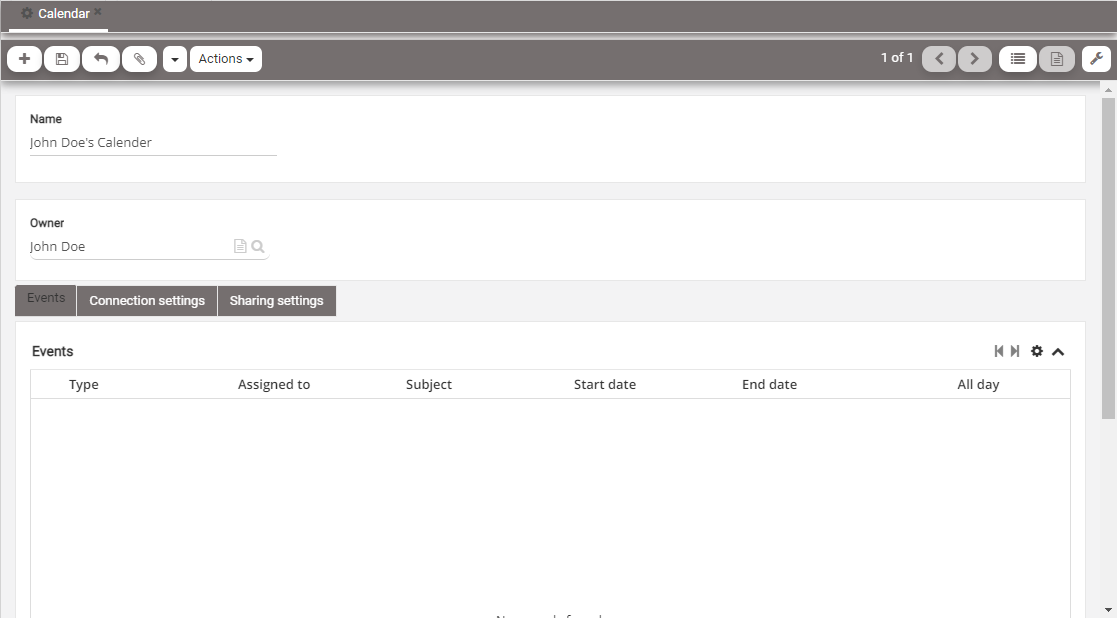 Calendar
Actions
1 of 1
Name
John Doe's Calender
Owner
John Doe
Events Connection settings Sharing settings
Events
Type Assigned to Subject Start date End date All day